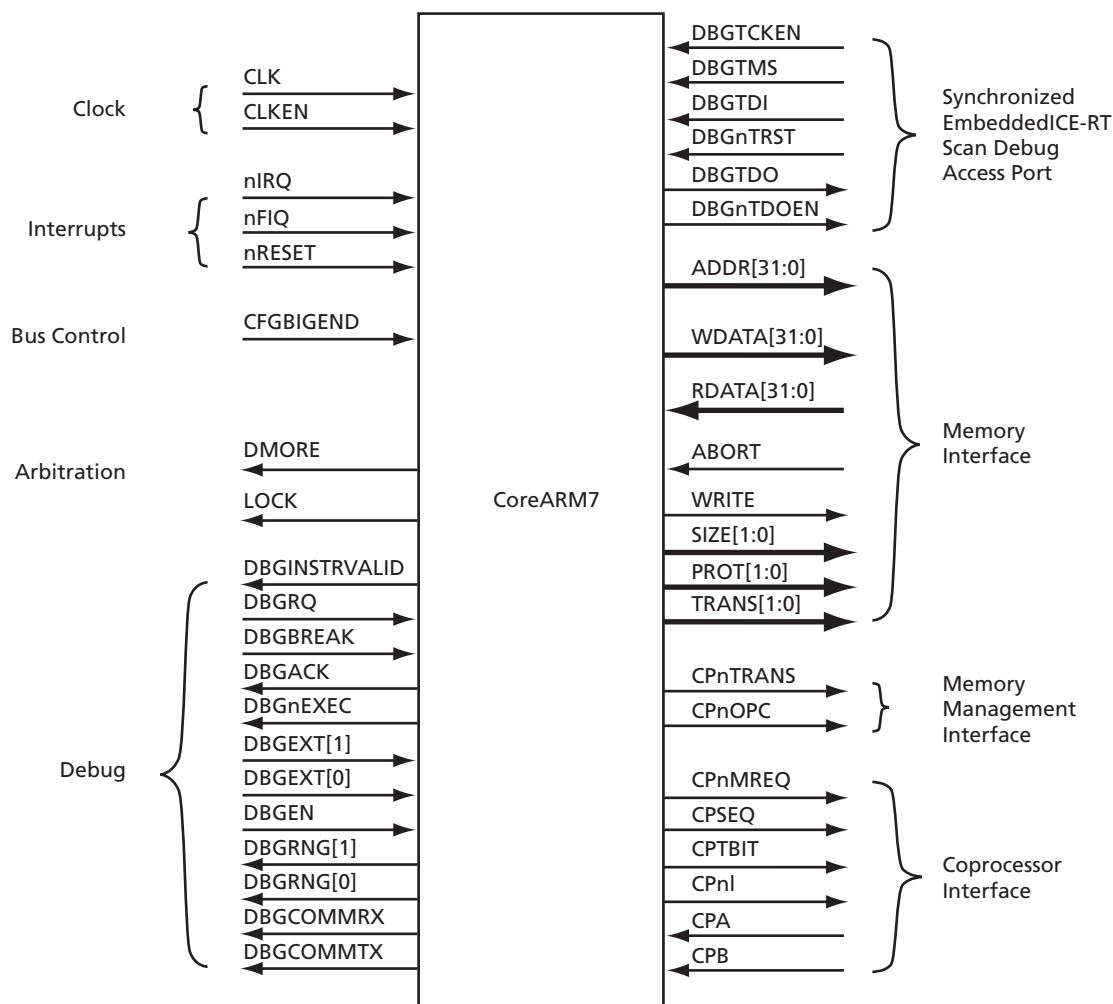 CLK
Clock
CLKEN
nIRQ
Interrupts
nFIQ
nRESET
Bus Control
CFGBIGEND
Arbitration
DMORE
LOCK
DBGINSTRVALID
DBGRQ
DBGBREAK
DBGACK
DBGnEXEC
DBGEXT[1]
Debug
DBGEXT[0]
DBGEN
DBGRNG[1]
DBGRNG[0]
DBGCOMMRX
DBGCOMMTX
CoreARM7
DBGTCKEN
DBGTMS
DBGTDI
DBGnTRST
DBGTDO
DBGnTDOEN
Synchronized
EmbeddedICE-RT
Scan Debug
Access Port
ADDR[31:0]
WDATA[31:0]
RDATA[31:0]
ABORT
WRITE
SIZE[1:0]
PROT[1:0]
TRANS[1:0]
Memory
Interface
CPnTRANS
CPnOPC
Memory
Management
Interface
CPnMREQ
CPSEQ
CPTBIT
CPnl
CPA
CPB
Coprocessor
Interface